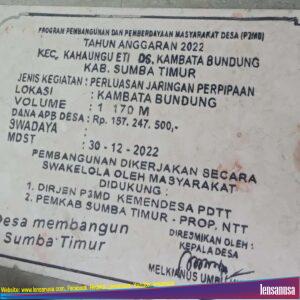 PROGRAM PEMBANGUNAN DAN PEMBERDAYAAN MASYARAKAT DESA (P3MD)
TAHUN ANGGARAN 2022
KEC, KAHAUNGU ETI DS, KAMBATA BUNDUNG
KAB. SUMBA TIMUR
JENIS KEGIATAN : PERLUASAN JARINGAN PERPIPAAN
LOKASI : KAMBATA BUNDUNG
VOLUME : 1 170 M
DANA APB DESA : Rp. 157. 247. 500,-
SWADAYA :
MDST : 30 - 12 - 2022
PEMBANGUNAN DIKERJAKAN SECARA
SWAKELOLA OLEH MASYARAKAT
DIDUKUNG :
1. DIRJEN P3MD KEMENDESA PDTT
2. PEMKAB SUMBA TIMUR - PROP. NTT
Desa membangun
Sumba Timur
DIRESMIKAN OLEH :
KEPALA DESA
MELKIANUS
lensanusa